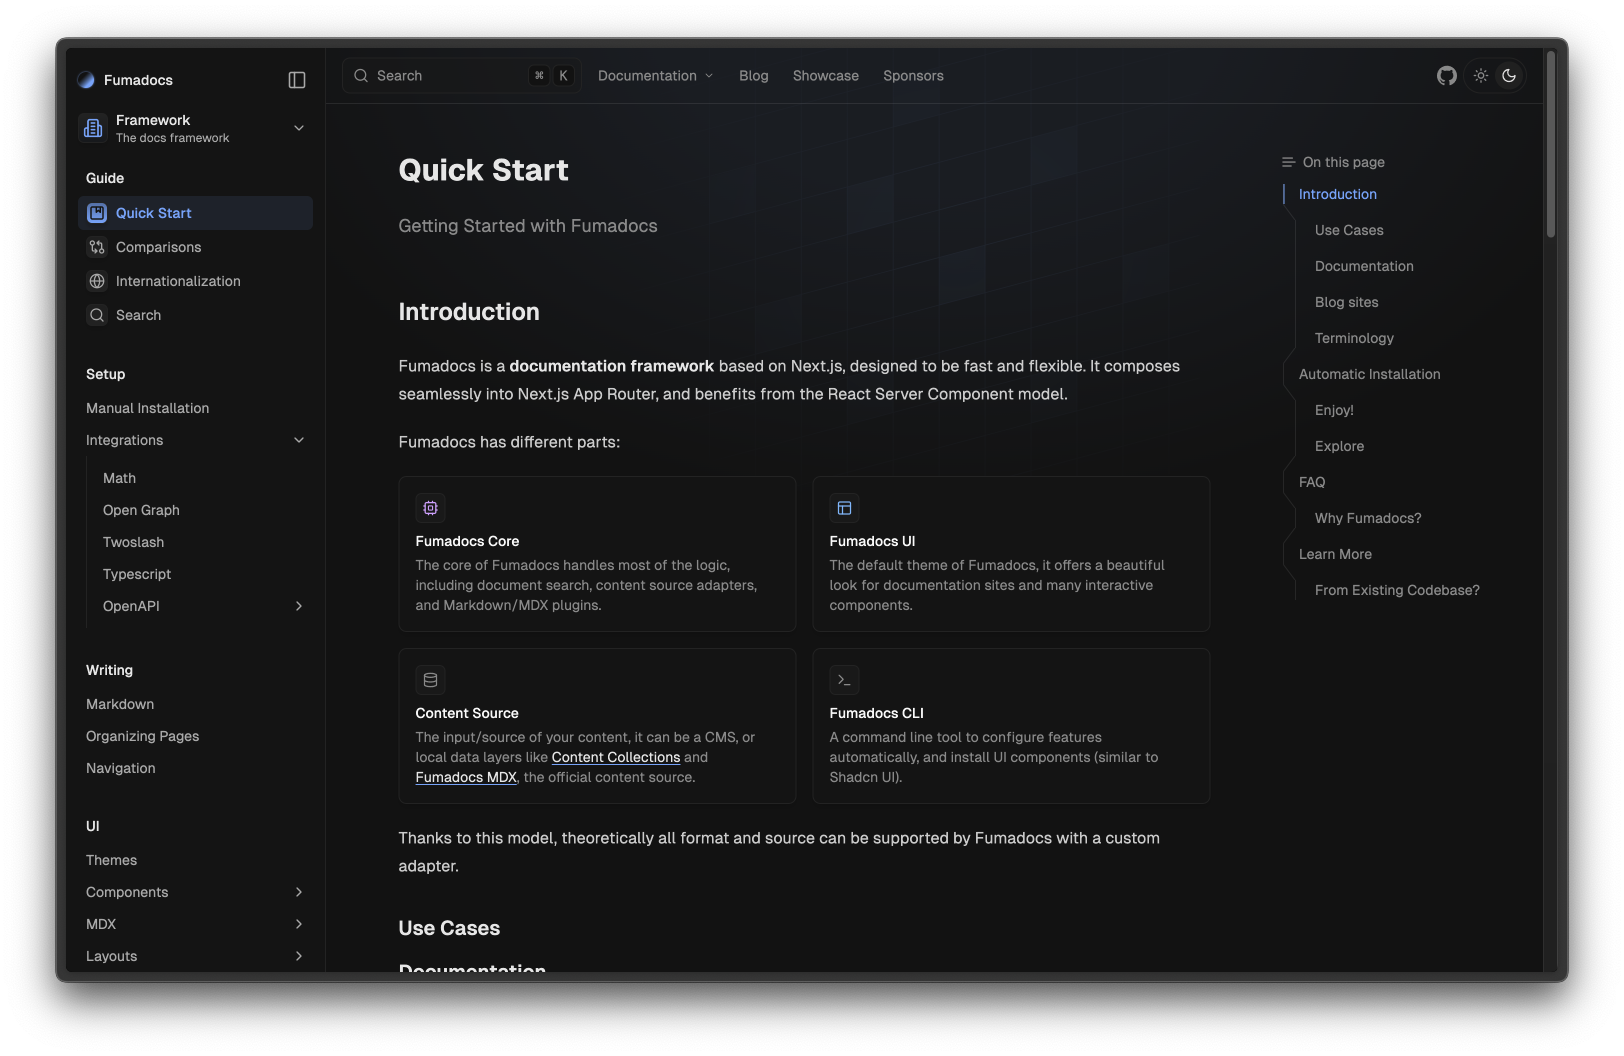 Fumadocs
Framework
The docs framework
Guide
Quick Start
Comparisons
Internationalization
Search
Setup
Manual Installation
Integrations
Math
Open Graph
Twoslash
Typescript
OpenAPI
Writing
Markdown
Organizing Pages
Navigation
UI
Themes
Components
MDX
Layouts
Search ⌘ K Documentation Blog Showcase Sponsors
Quick Start
Getting Started with Fumadocs
Introduction
Fumadocs is a documentation framework based on Next.js, designed to be fast and flexible. It composes
seamlessly into Next.js App Router, and benefits from the React Server Component model.
Fumadocs has different parts:
Fumadocs Core
The core of Fumadocs handles most of the logic,
including document search, content source adapters,
and Markdown/MDX plugins.
Fumadocs UI
The default theme of Fumadocs, it offers a beautiful
look for documentation sites and many interactive
components.
Content Source
The input/source of your content, it can be a CMS, or
local data layers like Content Collections and
Fumadocs MDX, the official content source.
Fumadocs CLI
A command line tool to configure features
automatically, and install UI components (similar to
Shadcn UI).
Thanks to this model, theoretically all format and source can be supported by Fumadocs with a custom
adapter.
Use Cases
Documentation
On this page
Introduction
Use Cases
Documentation
Blog sites
Terminology
Automatic Installation
Enjoy!
Explore
FAQ
Why Fumadocs?
Learn More
From Existing Codebase?